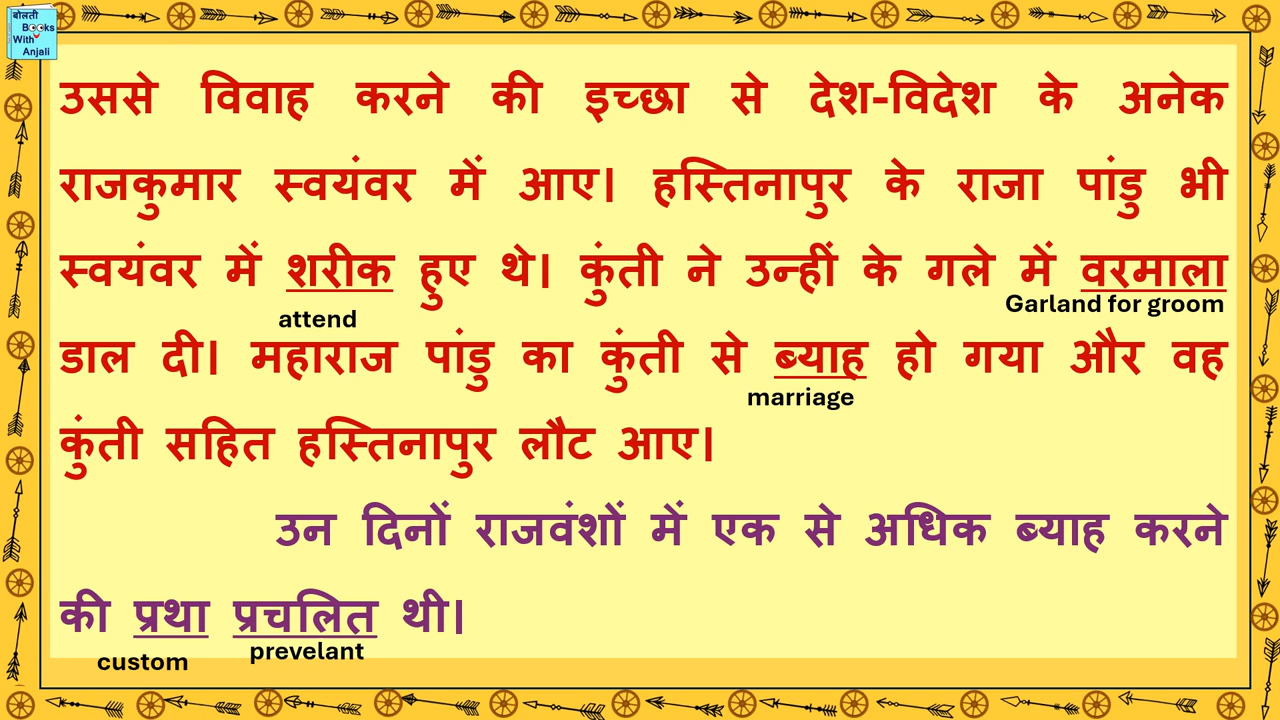 बोलती
Books
With
Anjali
उससे विवाह करने की इच्छा से देश-विदेश के अनेक
राजकुमार स्वयंवर में आए। हस्तिनापुर के राजा पांडु भी
स्वयंवर में शरीक हुए थे। कुंती ने उन्हीं के गले में वरमाला
Garland for groom
attend
डाल दी। महाराज पांडु का कुंती से ब्याह हो गया और वह
marriage
कुंती सहित हस्तिनापुर लौट आए।
उन दिनों राजवंशों में एक से अधिक ब्याह करने
की प्रथा प्रचलित थी।
custom prevelant